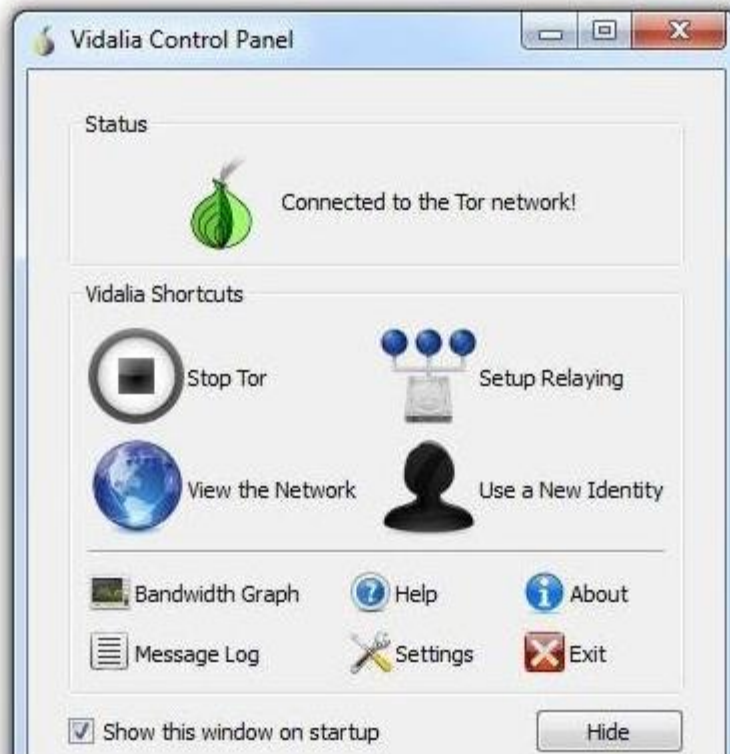 Vidalia Control Panel
Status
Connected to the Tor network!
Vidalia Shortcuts
Stop Tor
Setup Relaying
View the Network
Use a New Identity
Bandwidth Graph
Help
About
Message Log
Settings
Exit
Show this window on startup
Hide